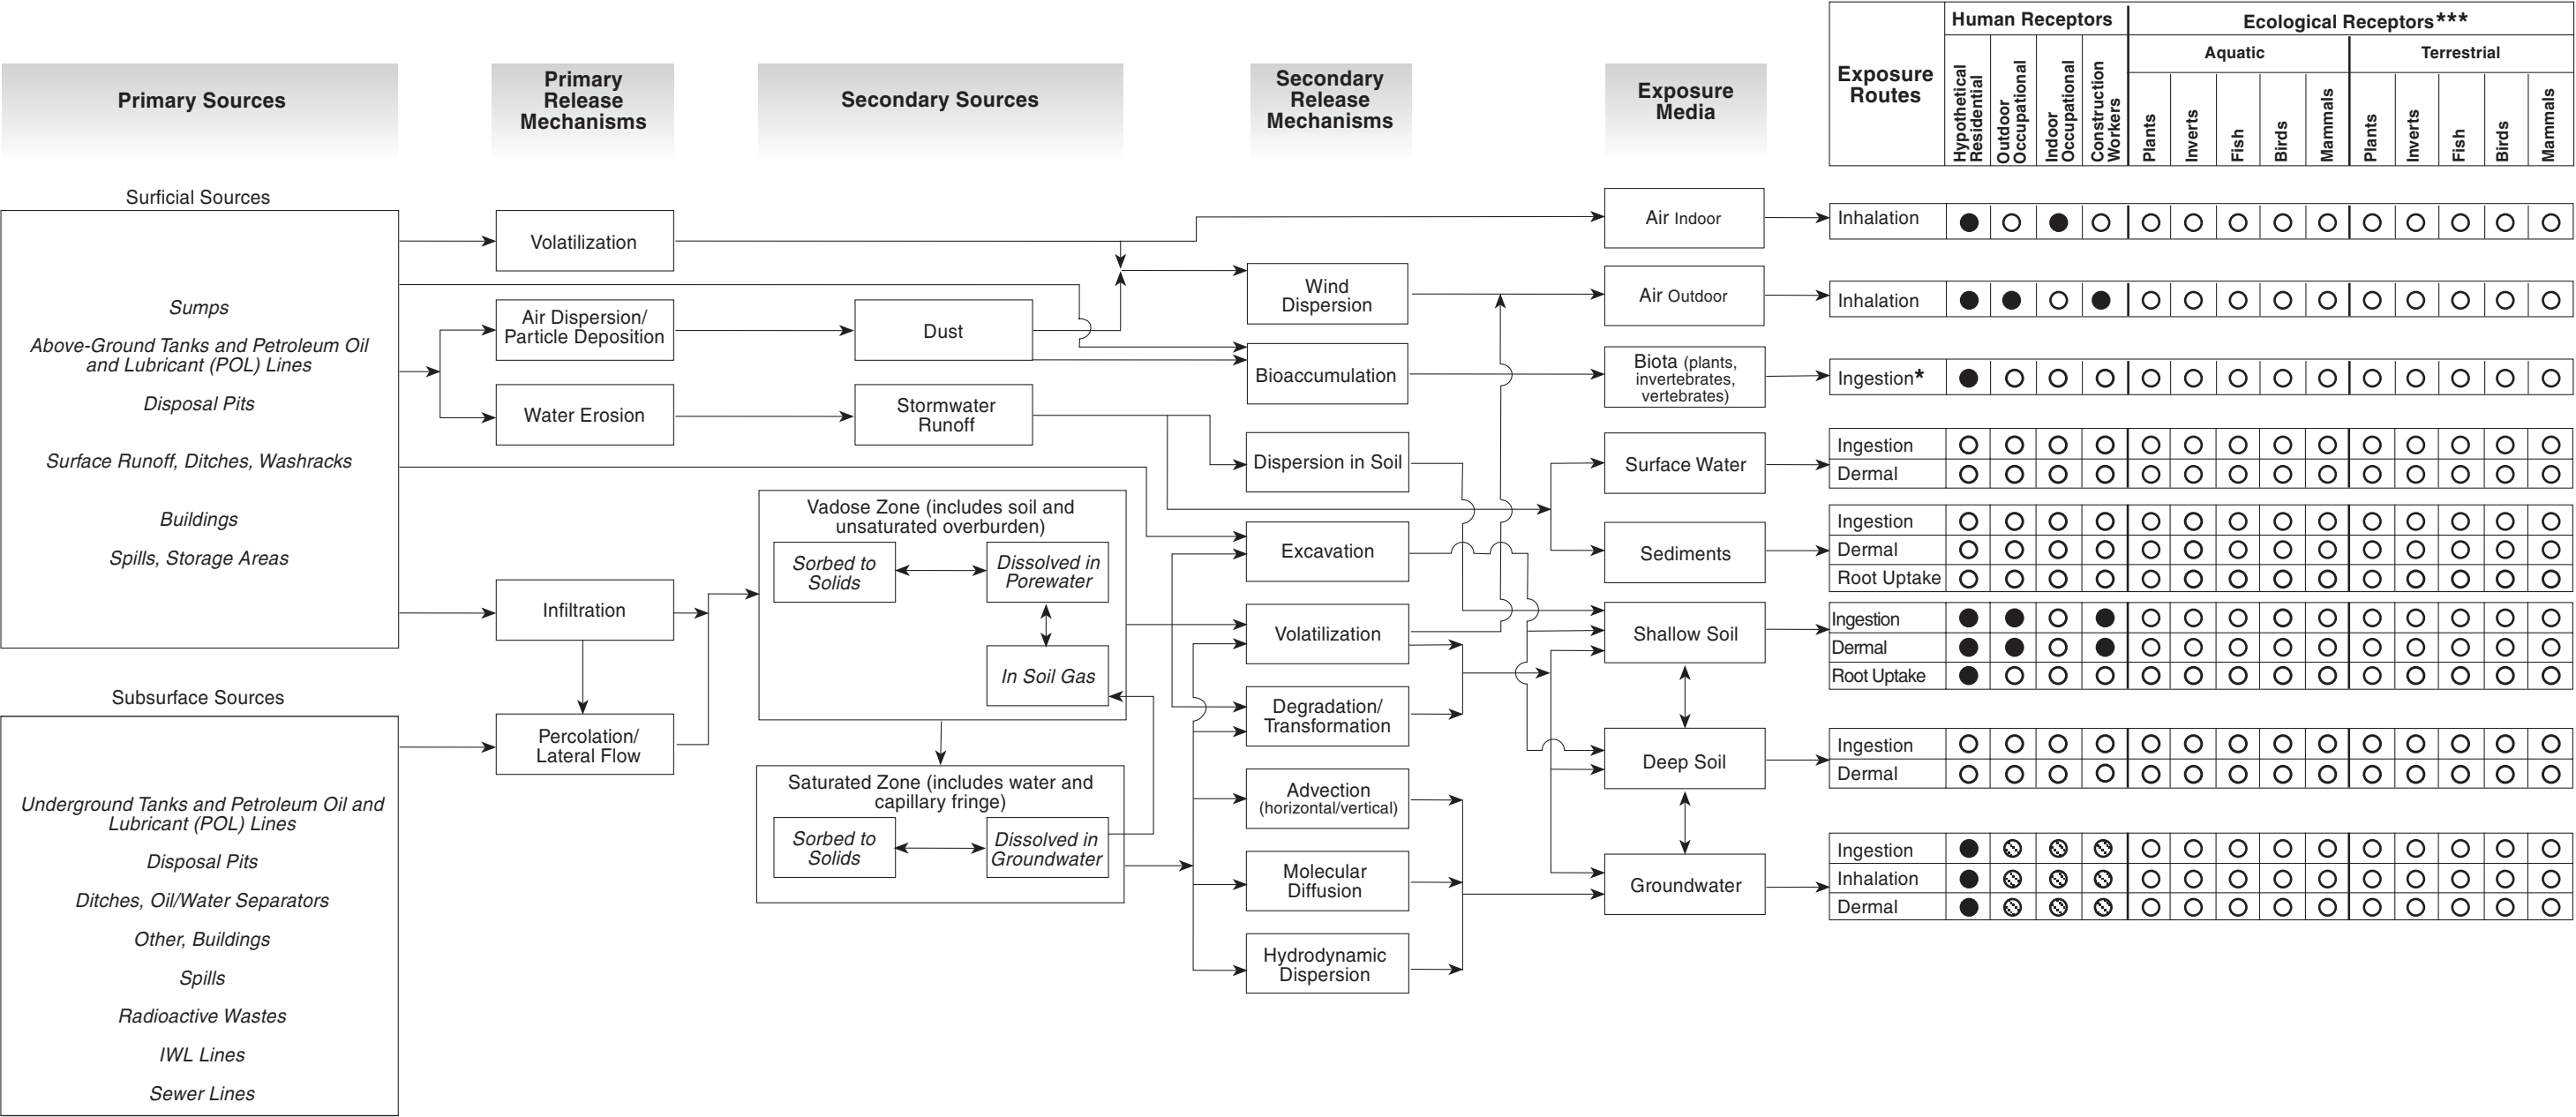 Primary Sources
Primary
Release
Mechanisms
Secondary Sources
Secondary
Release
Mechanisms
Exposure
Media
Exposure
Routes
Human Receptors
Hypothetical
Residential
Outdoor
Occupational
Indoor
Occupational
Construction
Workers
Ecological Receptors***
Aquatic
Plants
Inverts
Fish
Birds
Mammals
Terrestrial
Plants
Inverts
Fish
Birds
Mammals
Surficial Sources
Sumps
Above-Ground Tanks and Petroleum Oil
and Lubricant (POL) Lines
Disposal Pits
Surface Runoff, Ditches, Washracks
Buildings
Spills, Storage Areas
Subsurface Sources
Underground Tanks and Petroleum Oil and
Lubricant (POL) Lines
Disposal Pits
Ditches, Oil/Water Separators
Other, Buildings
Spills
Radioactive Wastes
IWL Lines
Sewer Lines
Volatilization
Air Dispersion/
Particle Deposition
Water Erosion
Infiltration
Percolation/
Lateral Flow
Dust
Stormwater
Runoff
Vadose Zone (includes soil and
unsaturated overburden)
Sorbed to
Solids
Dissolved in
Porewater
In Soil Gas
Saturated Zone (includes water and
capillary fringe)
Sorbed to
Solids
Dissolved in
Groundwater
Wind
Dispersion
Bioaccumulation
Dispersion in Soil
Excavation
Volatilization
Degradation/
Transformation
Advection
(horizontal/vertical)
Molecular
Diffusion
Hydrodynamic
Dispersion
Air Indoor
Air Outdoor
Biota (plants,
invertebrates,
vertebrates)
Surface Water
Sediments
Shallow Soil
Deep Soil
Groundwater
Inhalation
Inhalation
Ingestion*
Ingestion
Dermal
Ingestion
Dermal
Root Uptake
Ingestion
Dermal
Root Uptake
Ingestion
Dermal
Ingestion
Inhalation
Dermal